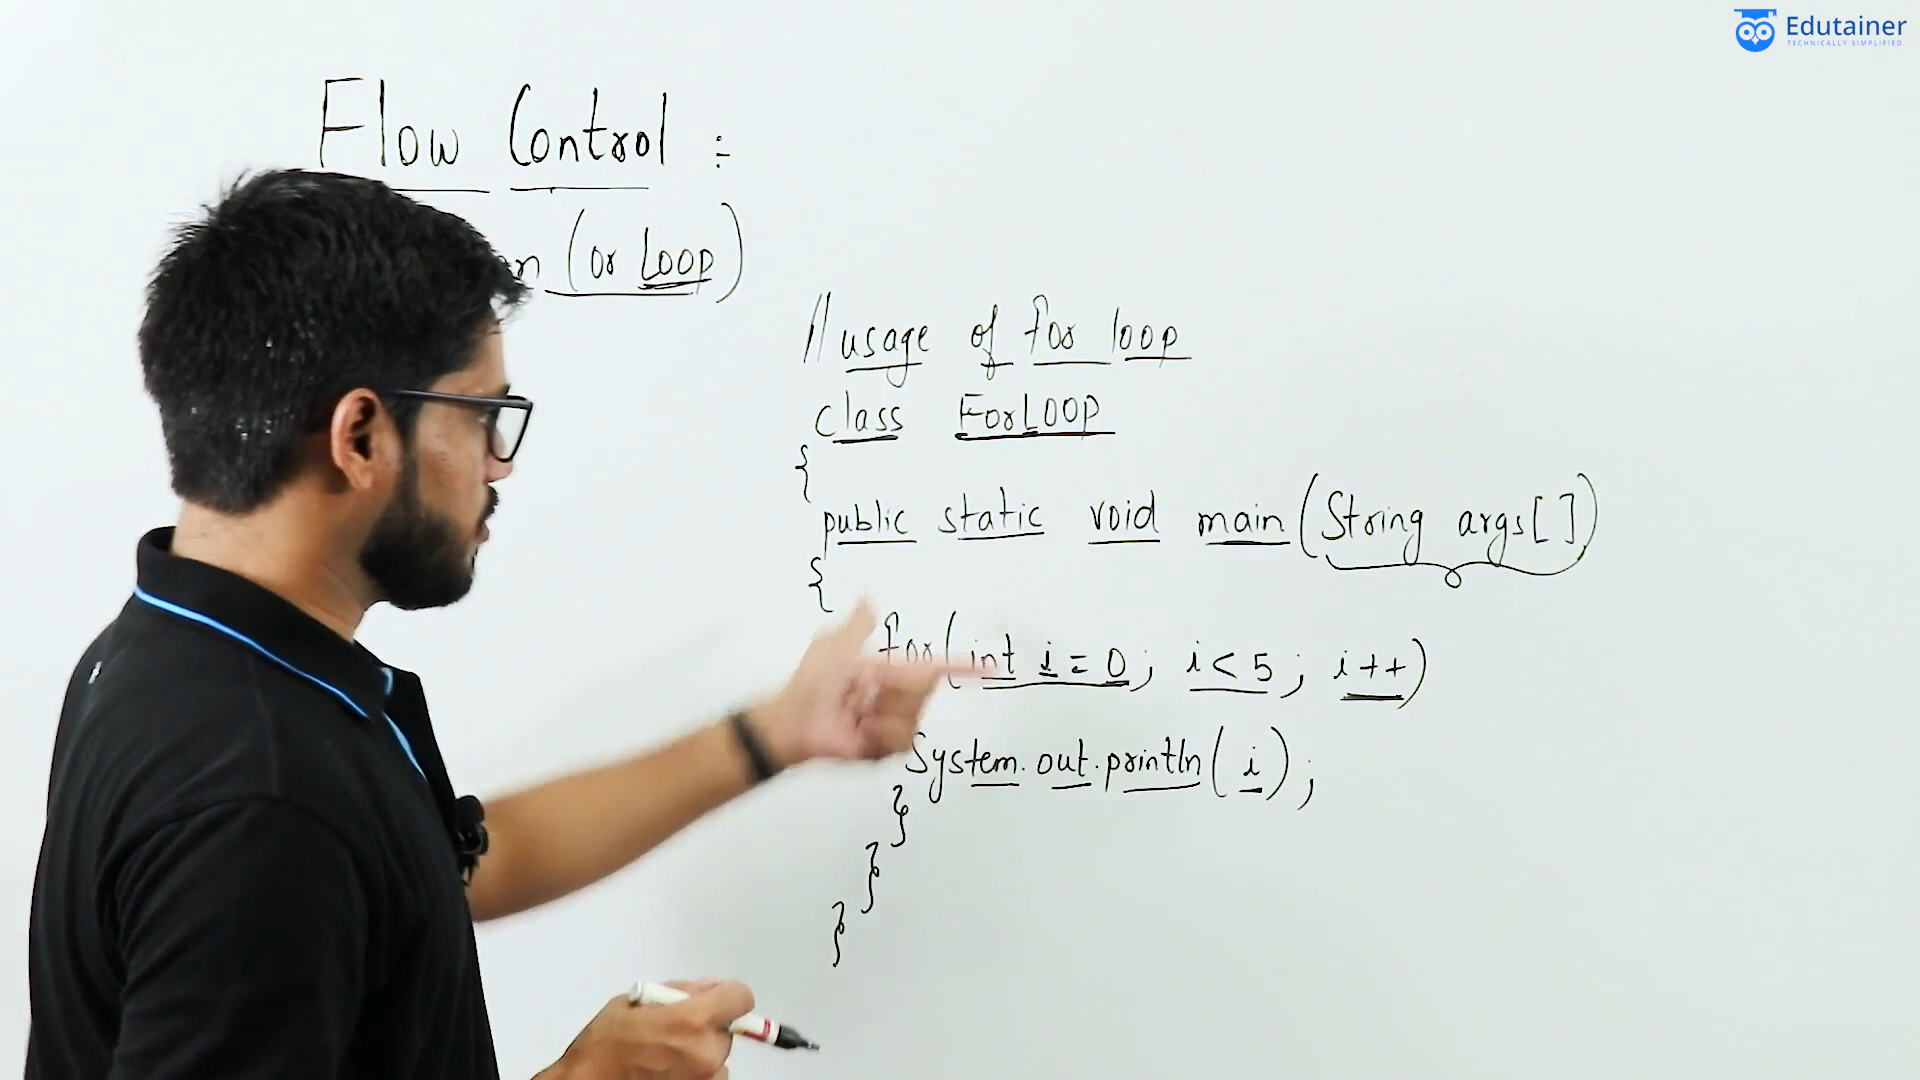 Edutainer
TECHNICALLY SIMPLIFIED
Flow Control :
(or Loop)
//usage of for loop
class ForLoop
{
public static void main(String args[])
{
for(int i=0; i<5; i++)
System.out.println(i);
}
}
}